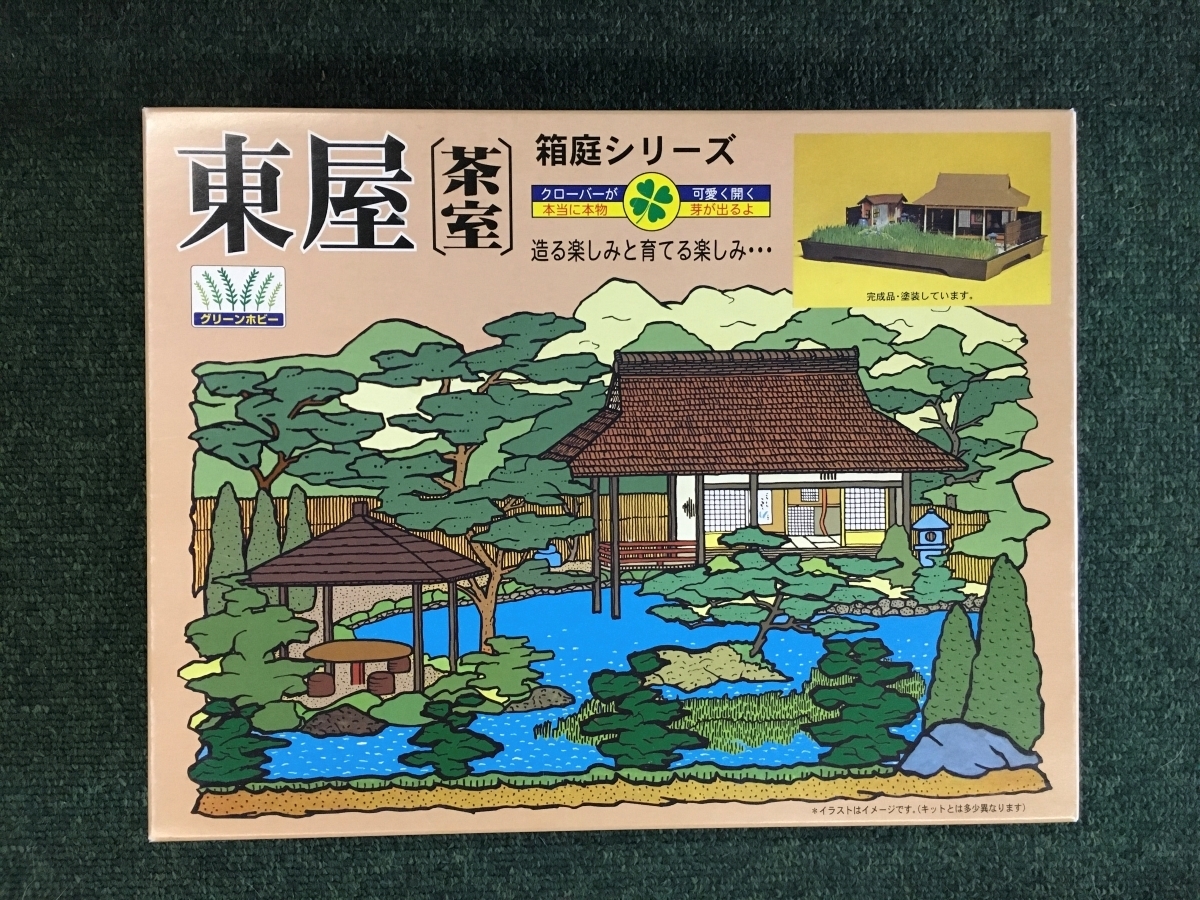 東屋
〔茶室〕
箱庭シリーズ
クローバーが 可愛く開く
本当に本物 芽が出るよ
造る楽しみと育てる楽しみ・・・
グリーンホビー
完成品・塗装しています。
*イラストはイメージです。(キットとは多少異なります)